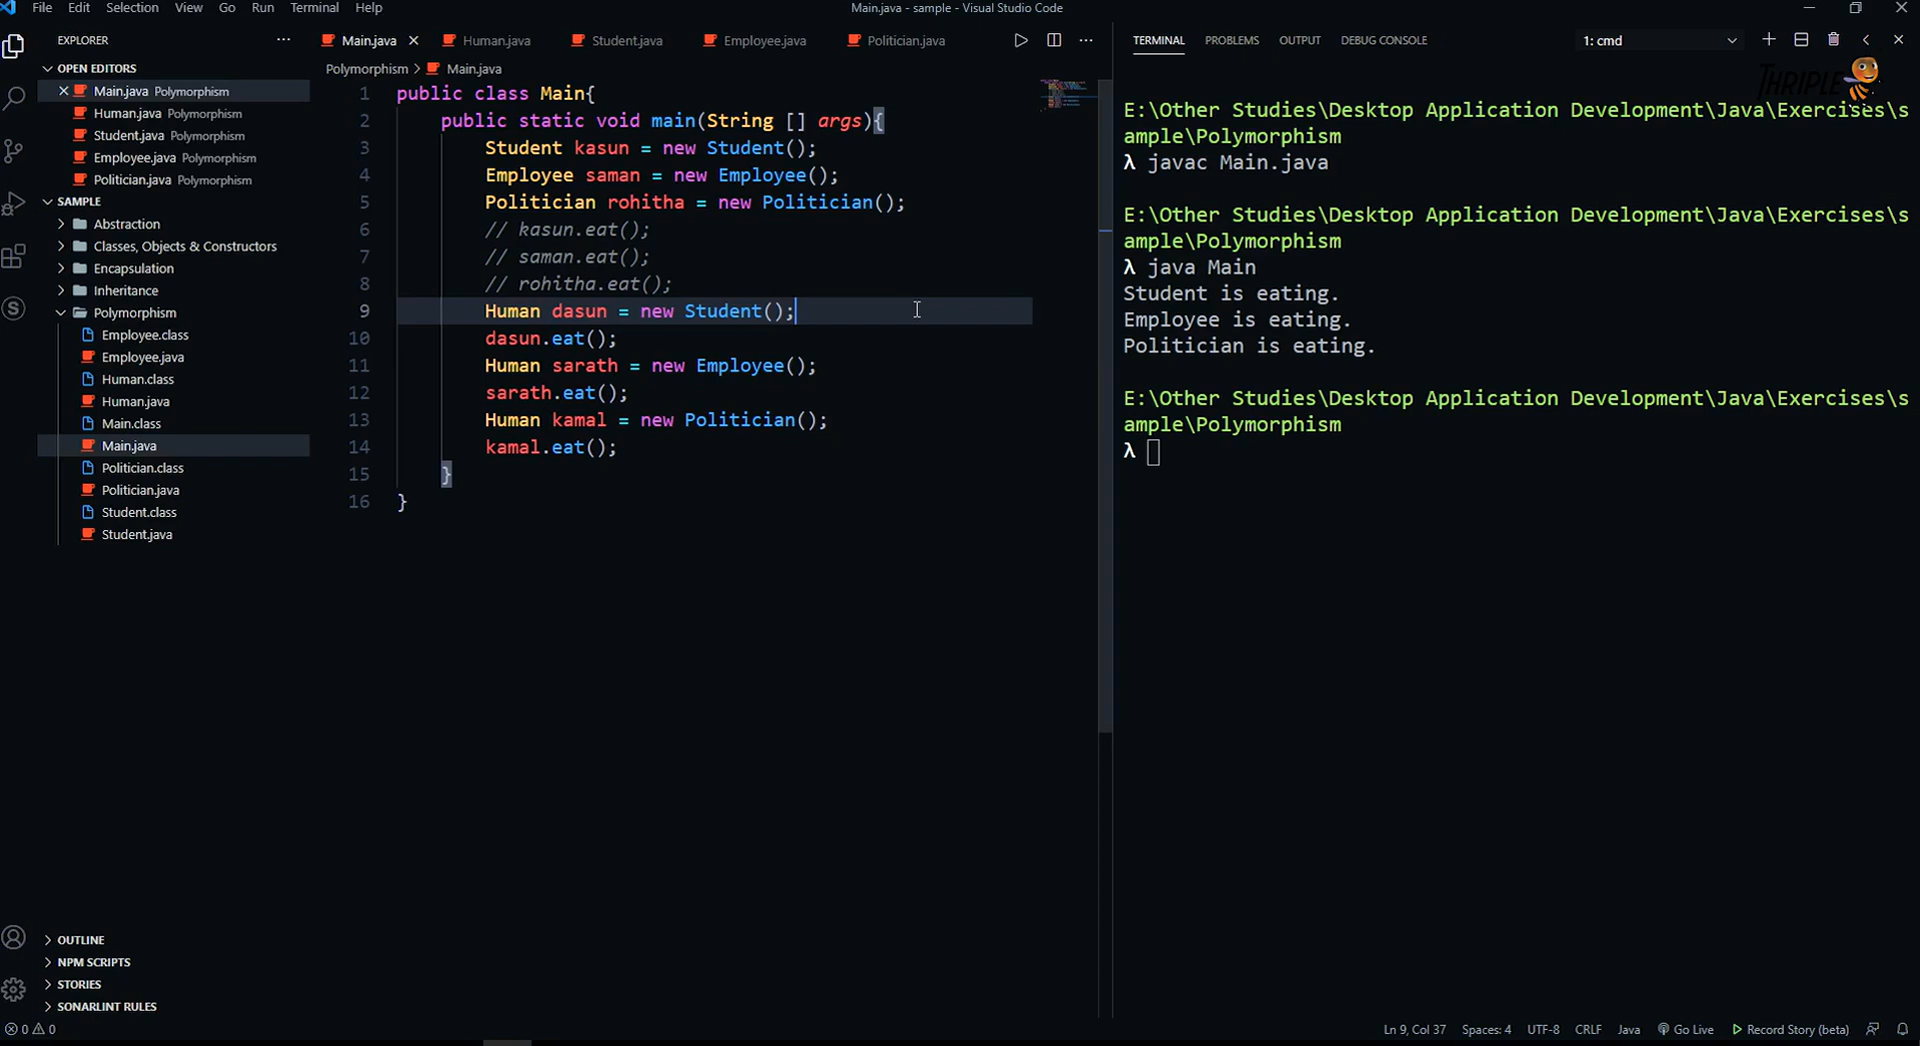 File Edit Selection View Go Run Terminal Help
Main.java - sample - Visual Studio Code
EXPLORER
OPEN EDITORS
Main.java Polymorphism
Human.java Polymorphism
Student.java Polymorphism
Employee.java Polymorphism
Politician.java Polymorphism
SAMPLE
Abstraction
Classes, Objects & Constructors
Encapsulation
Inheritance
Polymorphism
Employee.class
Employee.java
Human.class
Human.java
Main.class
Main.java
Politician.class
Politician.java
Student.class
Student.java
OUTLINE
NPM SCRIPTS
STORIES
SONARLINT RULES
Main.java Human.java Student.java Employee.java Politician.java
Polymorphism > Main.java
1 public class Main{
2 public static void main(String [] args){
3 Student kasun = new Student();
4 Employee saman = new Employee();
5 Politician rohitha = new Politician();
6 // kasun.eat();
7 // saman.eat();
8 // rohitha.eat();
9 Human dasun = new Student();
10 dasun.eat();
11 Human sarath = new Employee();
12 sarath.eat();
13 Human kamal = new Politician();
14 kamal.eat();
15 }
16 }
TERMINAL PROBLEMS OUTPUT DEBUG CONSOLE 1: cmd
THRIPLE
E:\Other Studies\Desktop Application Development\Java\Exercises\s
ample\Polymorphism
λ javac Main.java
E:\Other Studies\Desktop Application Development\Java\Exercises\s
ample\Polymorphism
λ java Main
Student is eating.
Employee is eating.
Politician is eating.
E:\Other Studies\Desktop Application Development\Java\Exercises\s
ample\Polymorphism
λ
0 0
Ln 9, Col 37 Spaces: 4 UTF-8 CRLF Java Go Live Record Story (beta)